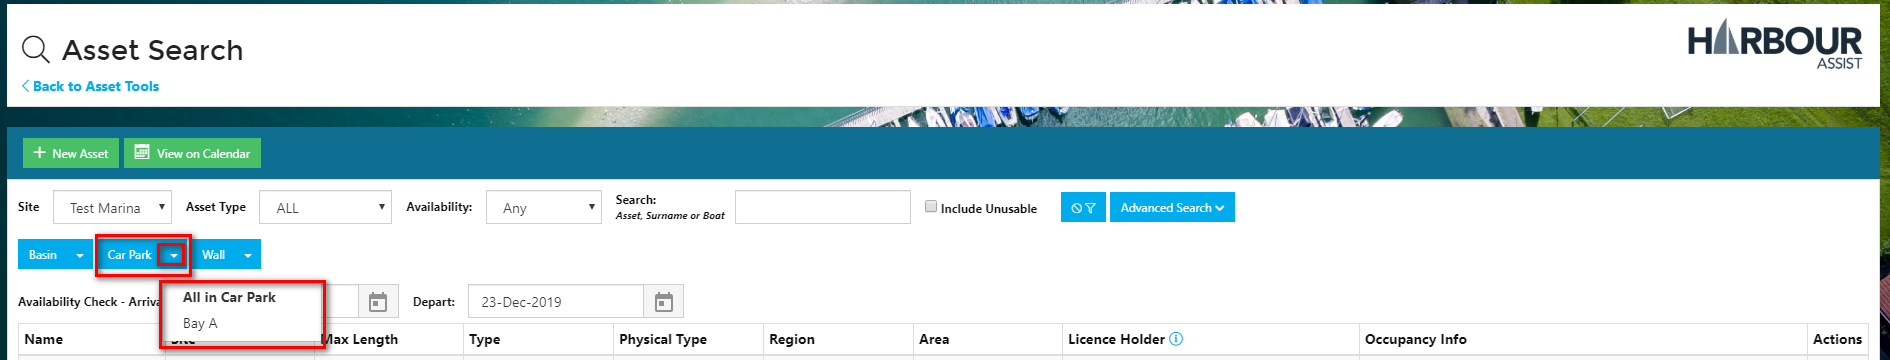 Asset Search
Back to Asset Tools
HARBOUR
ASSIST
New Asset
View on Calendar
Site
Test Marina
Asset Type
ALL
Availability:
Any
Search:
Asset, Surname or Boat
Include Unusable
Advanced Search
Basin
Car Park
Wall
Availability Check - Arriva
All in Car Park
Bay A
Depart:
23-Dec-2019
Name
Max Length
Type
Physical Type
Region
Area
Licence Holder
Occupancy Info
Actions